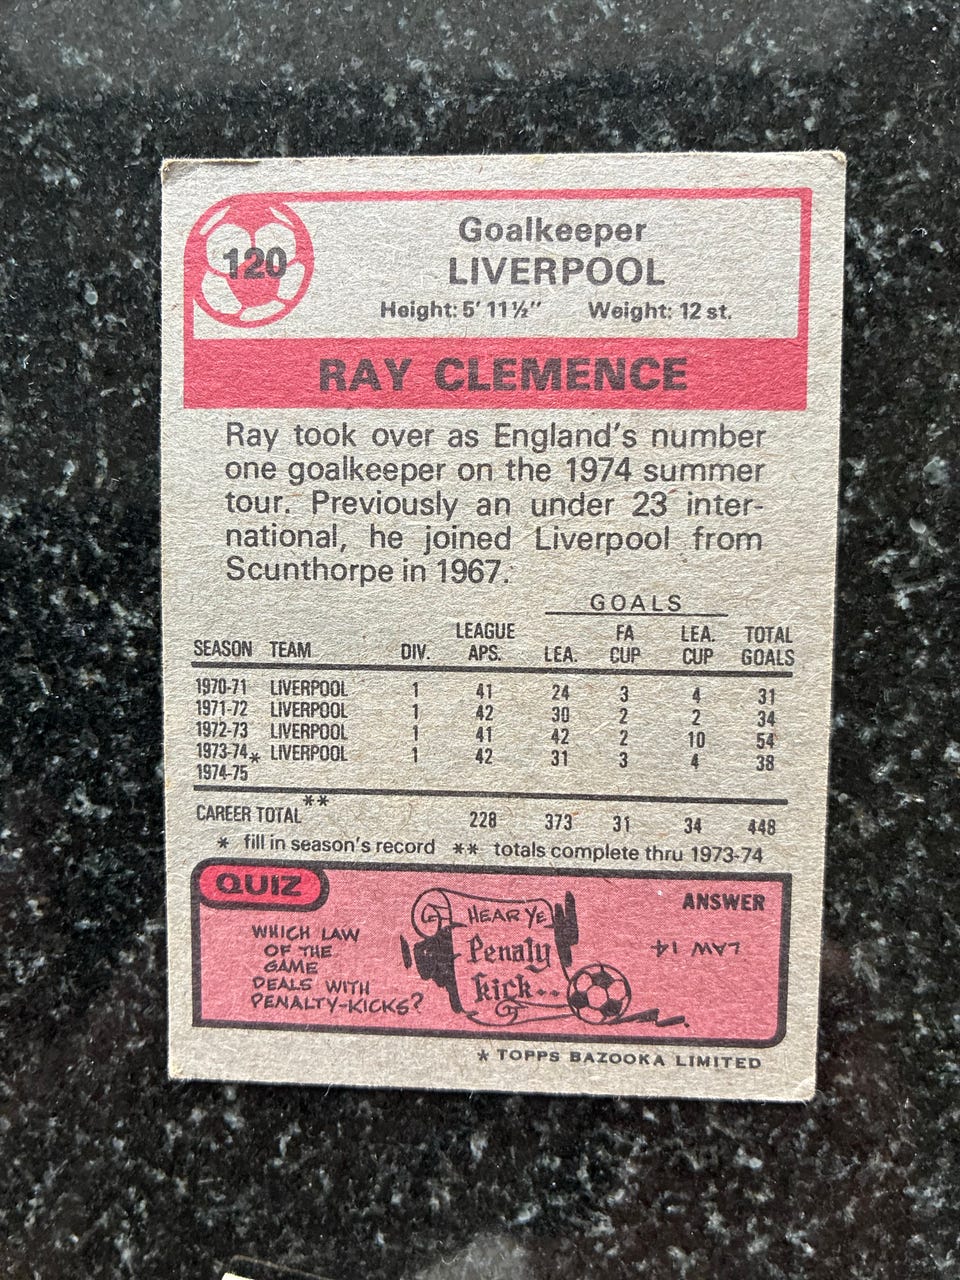 120
Goalkeeper
LIVERPOOL
Height: 5' 11½" Weight: 12 st.
RAY CLEMENCE
Ray took over as England's number
one goalkeeper on the 1974 summer
tour. Previously an under 23 inter-
national, he joined Liverpool from
Scunthorpe in 1967.
GOALS
SEASON TEAM DIV. LEAGUE APS. LEA. FA CUP LEA. CUP TOTAL GOALS
1970-71 LIVERPOOL 1 41 24 3 4 31
1971-72 LIVERPOOL 1 42 30 2 2 34
1972-73 LIVERPOOL 1 41 42 2 10 54
1973-74 LIVERPOOL 1 42 31 3 4 38
1974-75*
CAREER TOTAL** 228 373 31 34 448
* fill in season's record ** totals complete thru 1973-74
QUIZ
WHICH LAW
OF THE
GAME
DEALS WITH
PENALTY-KICKS?
HEAR YE
Penalty
kick..
ANSWER
LAW 14
* TOPPS BAZOOKA LIMITED